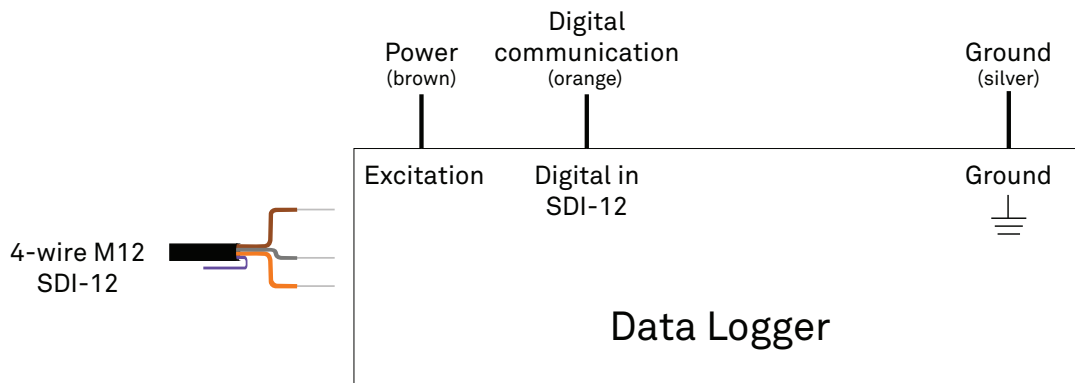 Power
(brown)
Digital
communication
(orange)
Ground
(silver)
Excitation
Digital in
SDI-12
Ground
4-wire M12
SDI-12
Data Logger